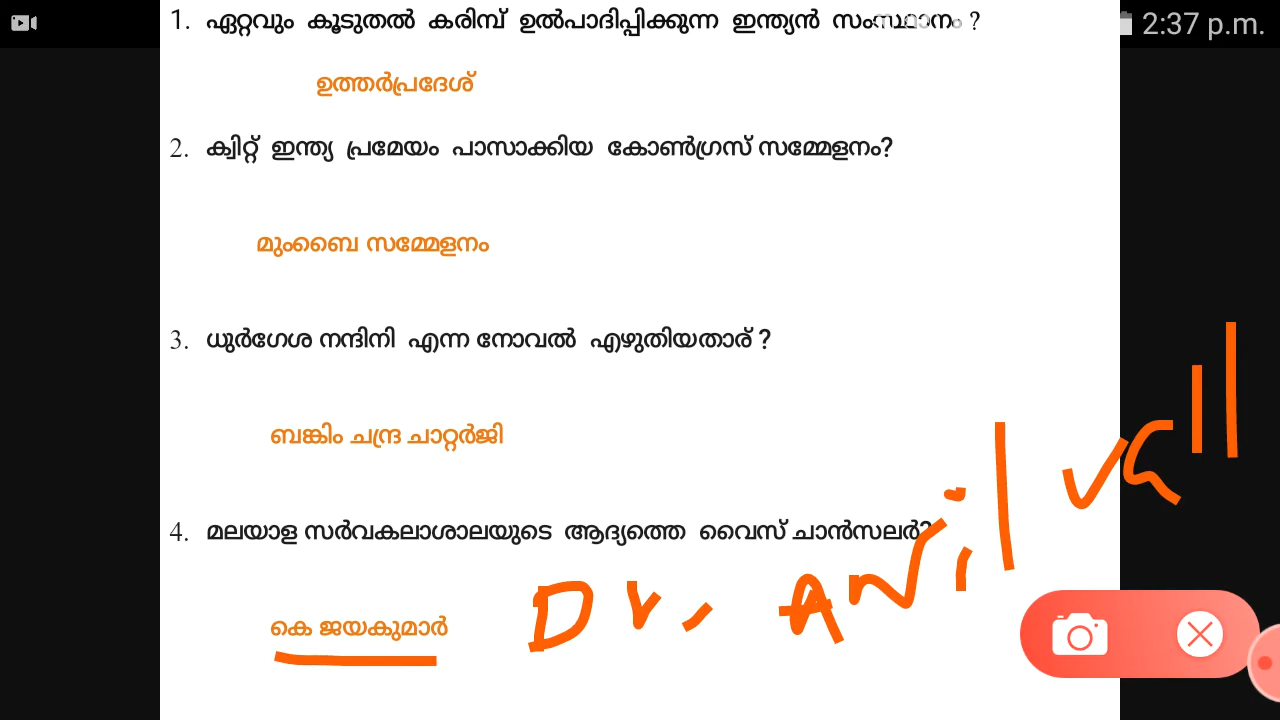 2:37 p.m.
1. ഏറ്റവും കൂടുതൽ കരിമ്പ് ഉൽപാദിപ്പിക്കുന്ന ഇന്ത്യൻ സംസ്ഥാനം ?
ഉത്തർപ്രദേശ്
2. ക്വിറ്റ് ഇന്ത്യ പ്രമേയം പാസാക്കിയ കോൺഗ്രസ് സമ്മേളനം?
മുംബൈ സമ്മേളനം
3. ധുർഗേശ നന്ദിനി എന്ന നോവൽ എഴുതിയതാര് ?
ബങ്കിം ചന്ദ്ര ചാറ്റർജി
4. മലയാള സർവകലാശാലയുടെ ആദ്യത്തെ വൈസ് ചാൻസലർ?
കെ ജയകുമാർ
Dr. Anil